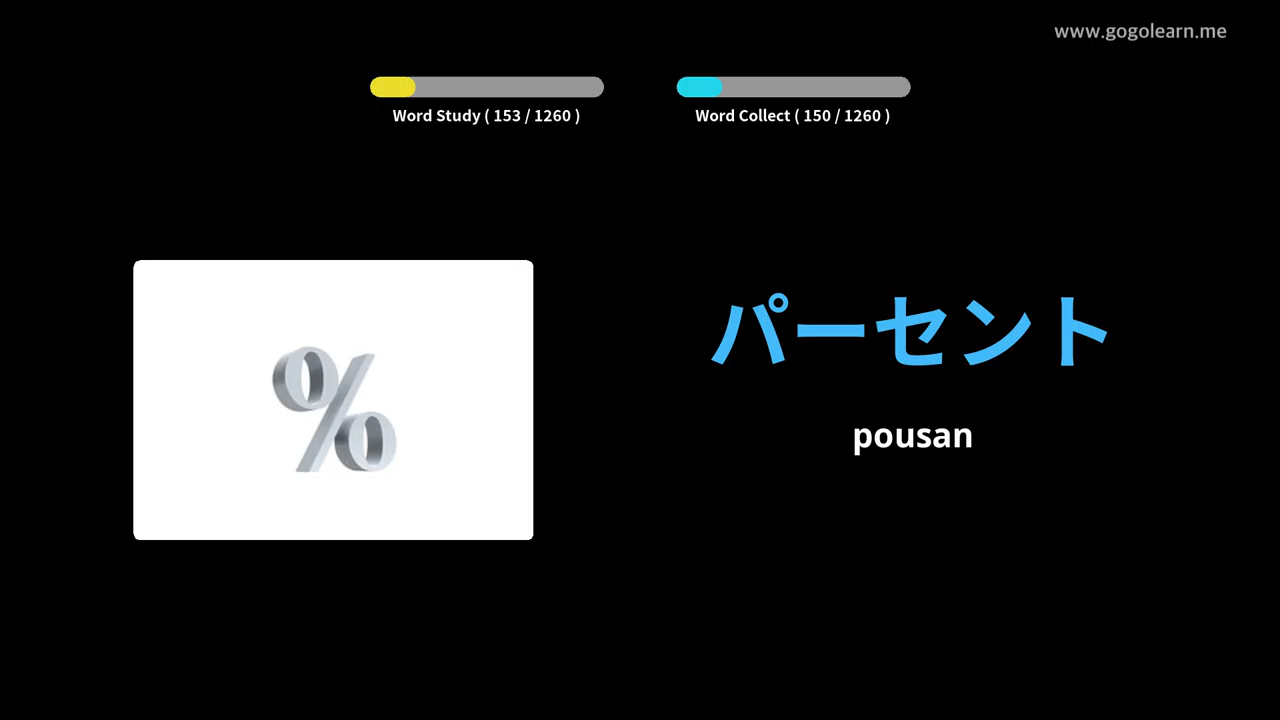 www.gogolearn.me
Word Study ( 153 / 1260 )
Word Collect ( 150 / 1260 )
%
パーセント
pousan